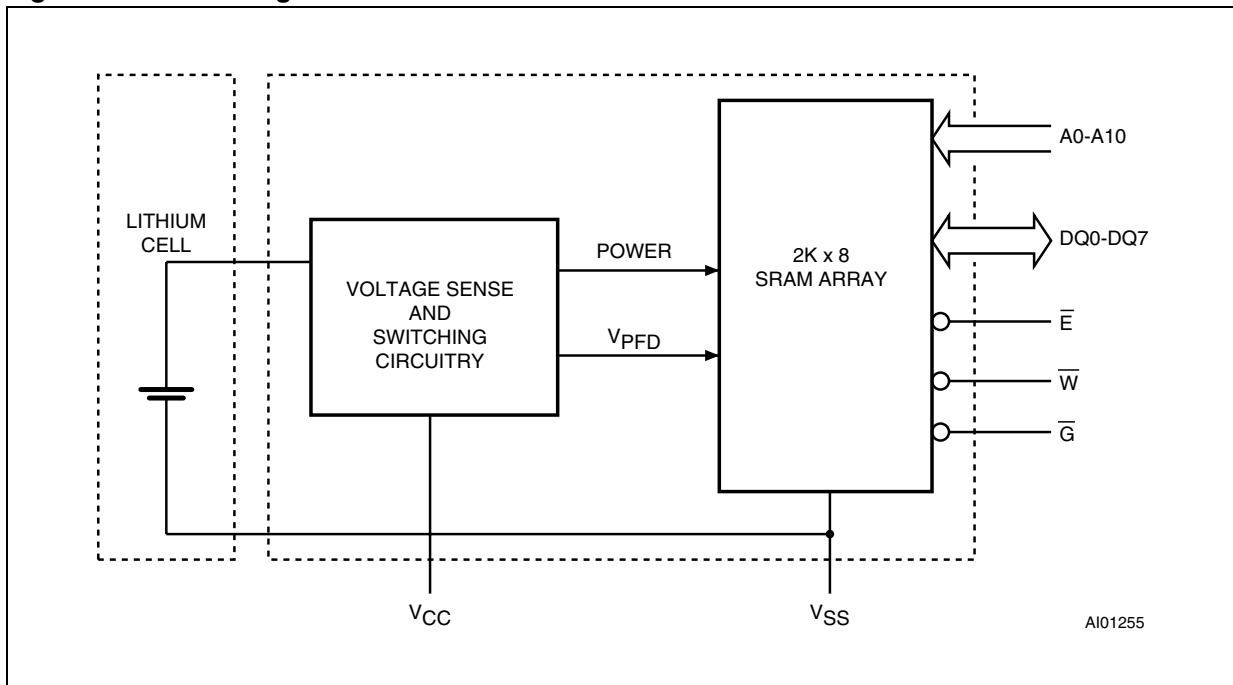 LITHIUM
CELL
VOLTAGE SENSE
AND
SWITCHING
CIRCUITRY
POWER
VPFD
2K x 8
SRAM ARRAY
A0-A10
DQ0-DQ7
E̅
W̅
G̅
VCC
VSS
AI01255